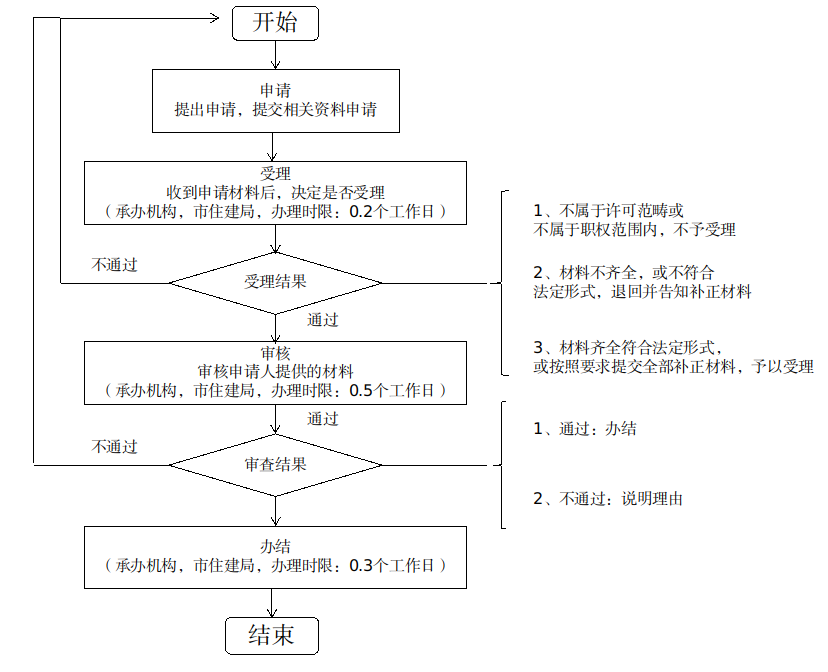 开始
申请
提出申请，提交相关资料申请
受理
收到申请材料后，决定是否受理
（承办机构，市住建局，办理时限：0.2个工作日）
1、不属于许可范畴或
不属于职权范围内，不予受理
不通过
受理结果
2、材料不齐全，或不符合
法定形式，退回并告知补正材料
通过
3、材料齐全符合法定形式，
或按照要求提交全部补正材料，予以受理
审核
审核申请人提供的材料
（承办机构，市住建局，办理时限：0.5个工作日）
通过
不通过
审查结果
1、通过：办结
2、不通过：说明理由
办结
（承办机构，市住建局，办理时限：0.3个工作日）
结束